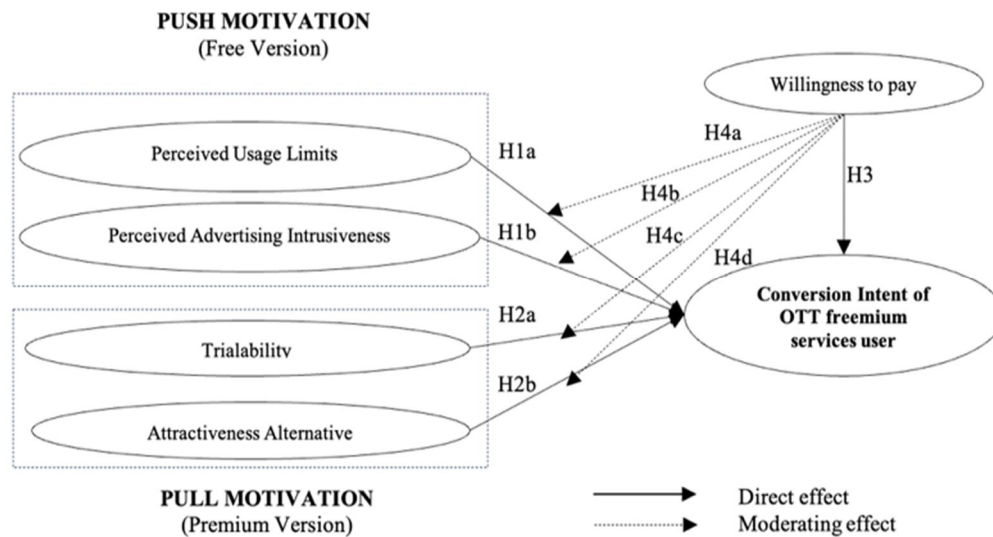 PUSH MOTIVATION
(Free Version)
Willingness to pay
Perceived Usage Limits
H1a
H4a
H4b
H3
Perceived Advertising Intrusiveness
H1b
H4c
H4d
Conversion Intent of
OTT freemium
services user
H2a
Trialability
H2b
Attractiveness Alternative
PULL MOTIVATION
(Premium Version)
Direct effect
Moderating effect